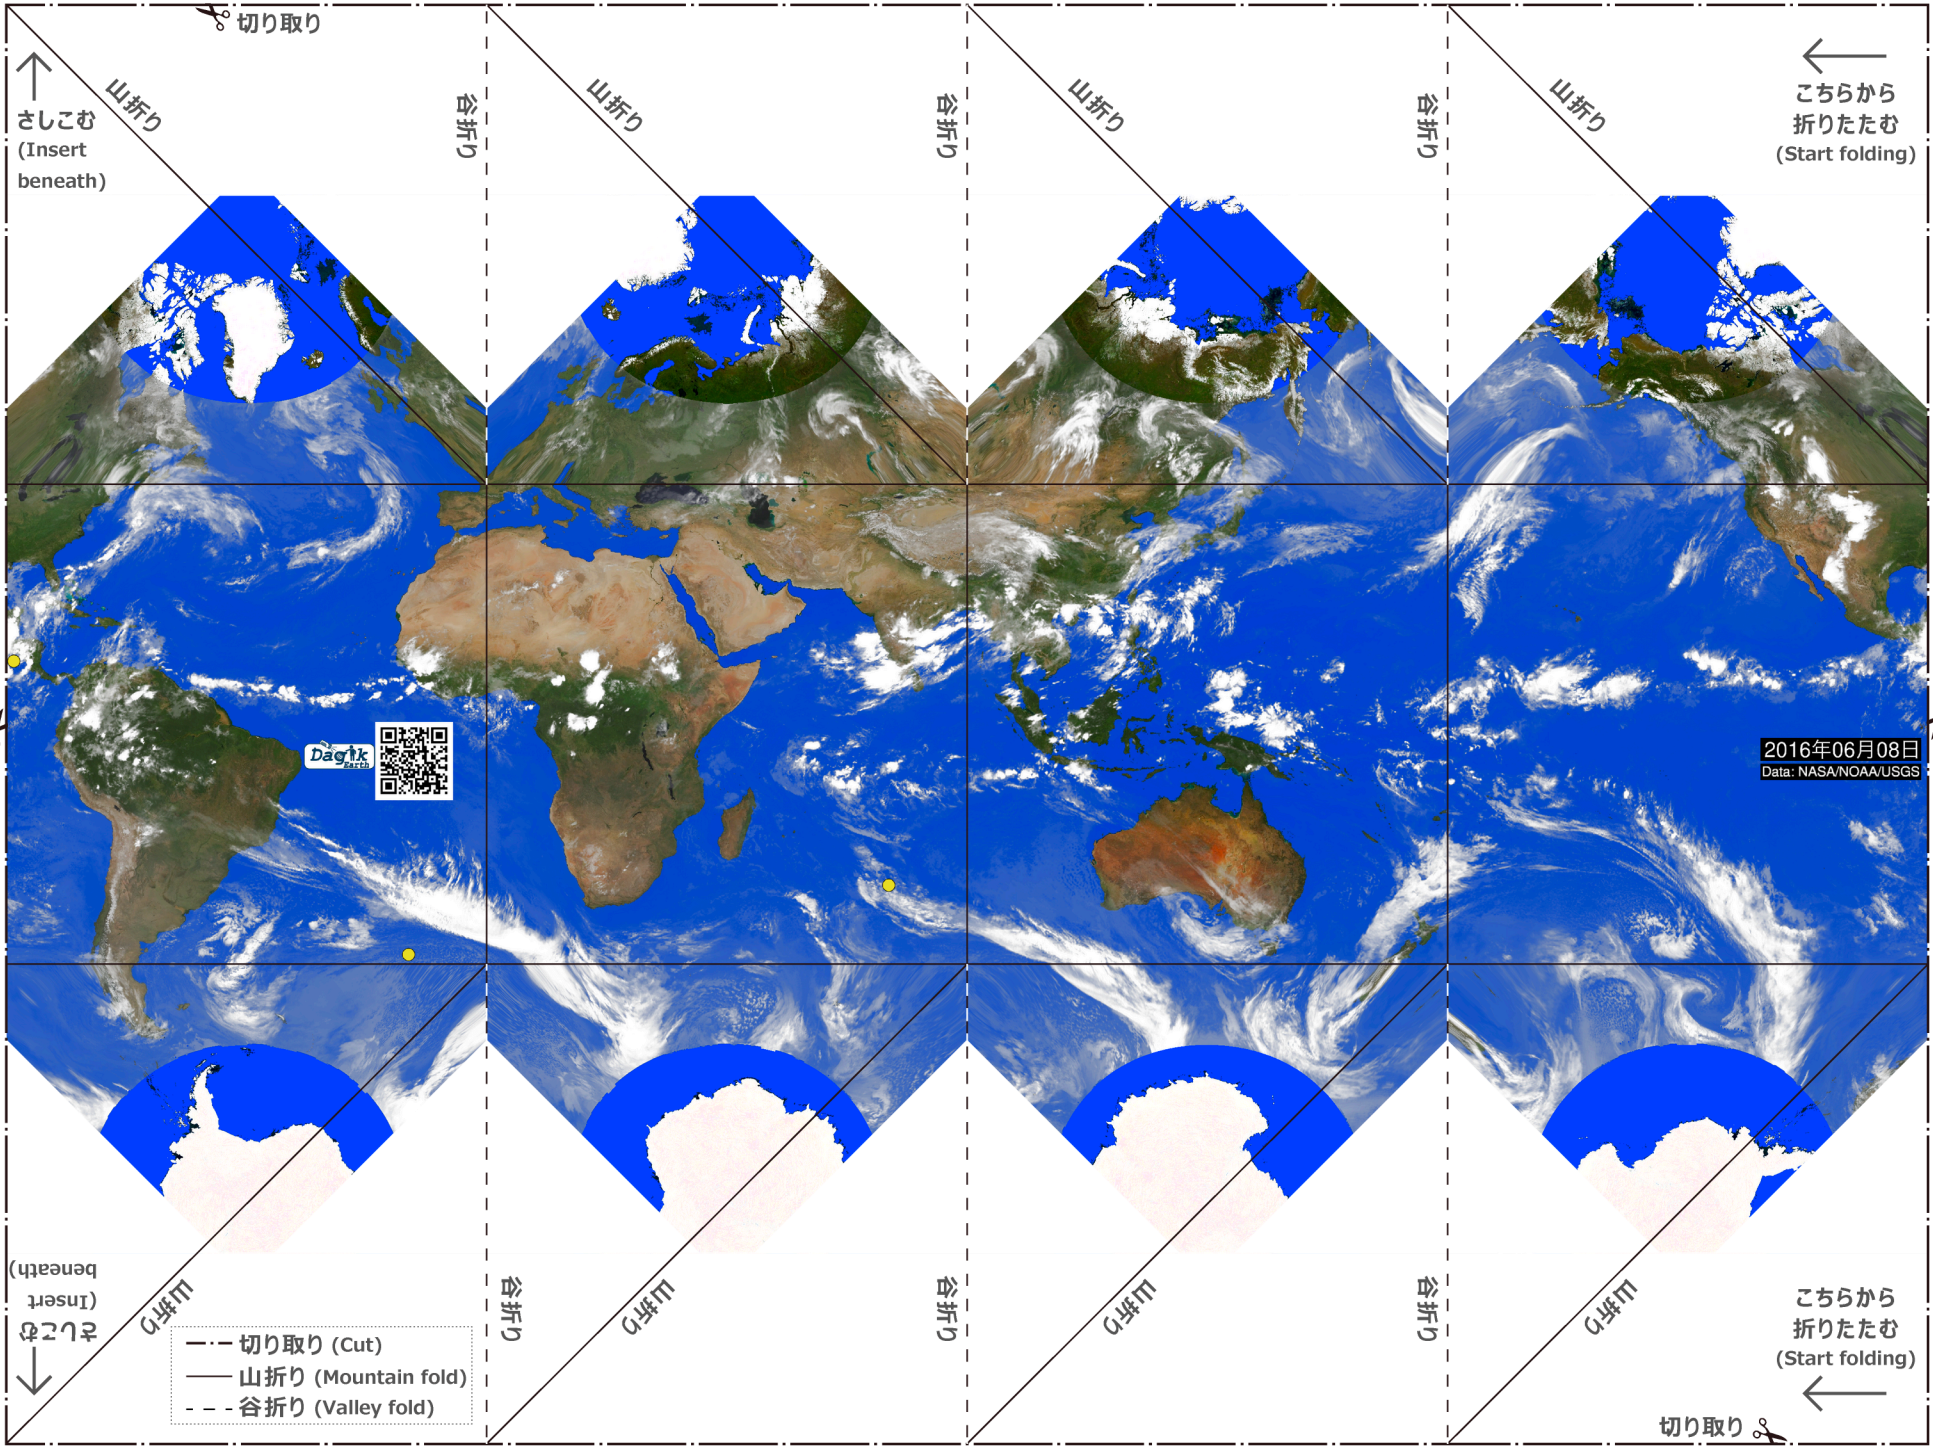 切り取り
山折り
谷折り
山折り
谷折り
山折り
谷折り
山折り
さしこむ
(Insert
beneath)
こちらから
折りたたむ
(Start folding)
Dagik
Earth
2016年06月08日
Data: NASA/NOAA/USGS
さしこむ
(Insert
beneath)
山折り
谷折り
山折り
谷折り
山折り
谷折り
山折り
こちらから
折りたたむ
(Start folding)
切り取り (Cut)
山折り (Mountain fold)
谷折り (Valley fold)
切り取り